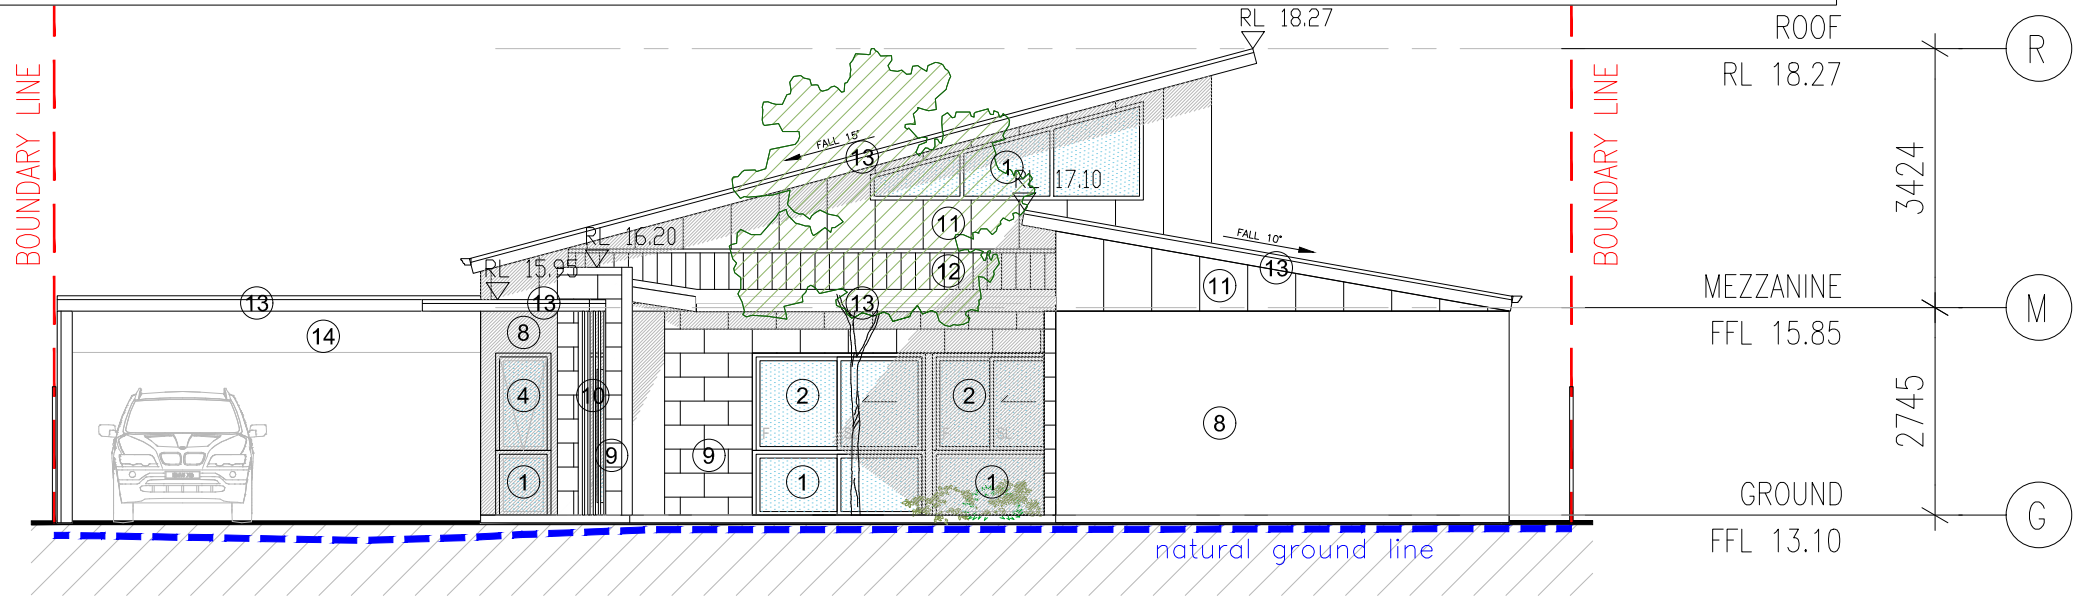 RL 18.27
ROOF
R
RL 18.27
BOUNDARY LINE
BOUNDARY LINE
FALL 15°
13
1
RL 17.10
3424
11
RL 16.20
FALL 10°
12
13
RL 15.95
11
MEZZANINE
13
13
13
M
14
8
FFL 15.85
4
10
2
2
2745
8
F
SL
9
9
1
1
1
GROUND
G
FFL 13.10
natural ground line